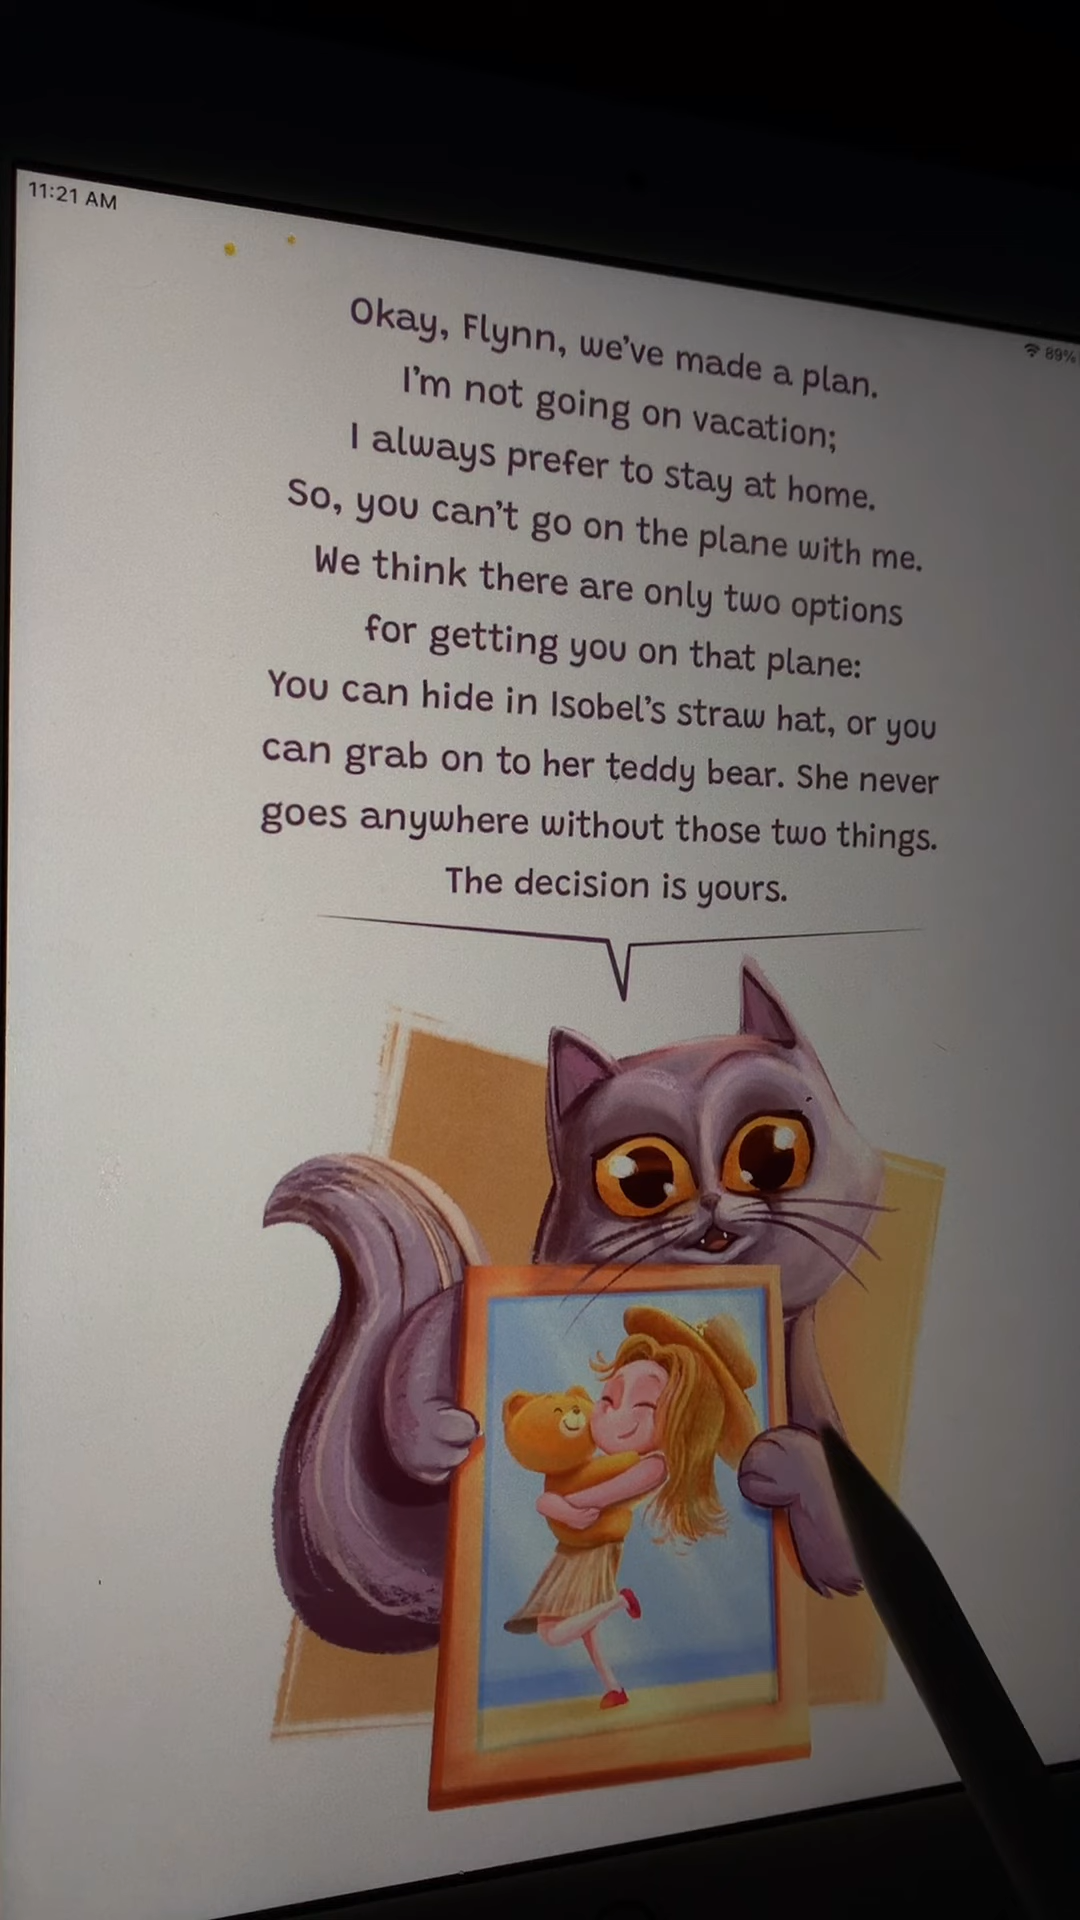 11:21 AM
89%
Okay, Flynn, we've made a plan.
I'm not going on vacation;
I always prefer to stay at home.
So, you can't go on the plane with me.
We think there are only two options
for getting you on that plane:
You can hide in Isobel's straw hat, or you
can grab on to her teddy bear. She never
goes anywhere without those two things.
The decision is yours.